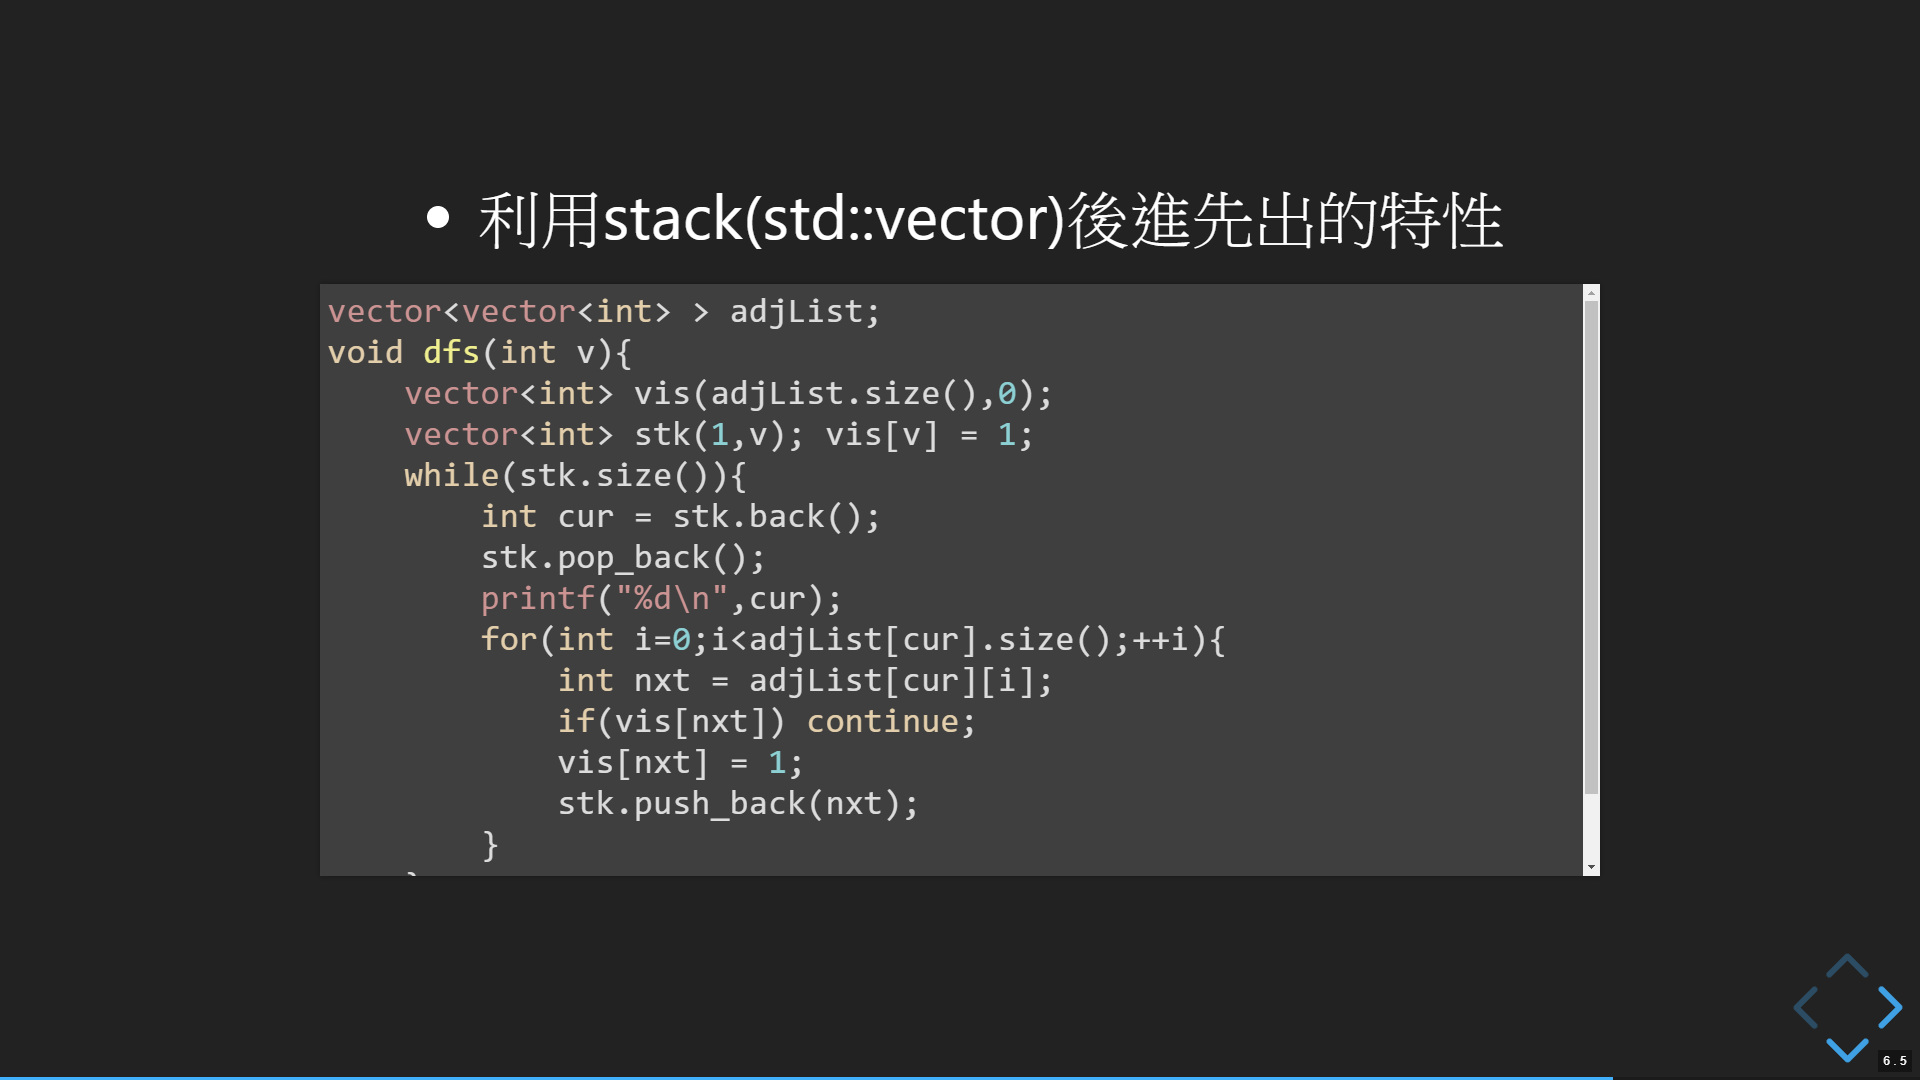 利用stack(std::vector)後進先出的特性
vector<vector<int> > adjList;
void dfs(int v){
    vector<int> vis(adjList.size(),0);
    vector<int> stk(1,v); vis[v] = 1;
    while(stk.size()){
        int cur = stk.back();
        stk.pop_back();
        printf("%d\n",cur);
        for(int i=0;i<adjList[cur].size();++i){
            int nxt = adjList[cur][i];
            if(vis[nxt]) continue;
            vis[nxt] = 1;
            stk.push_back(nxt);
        }
6.5